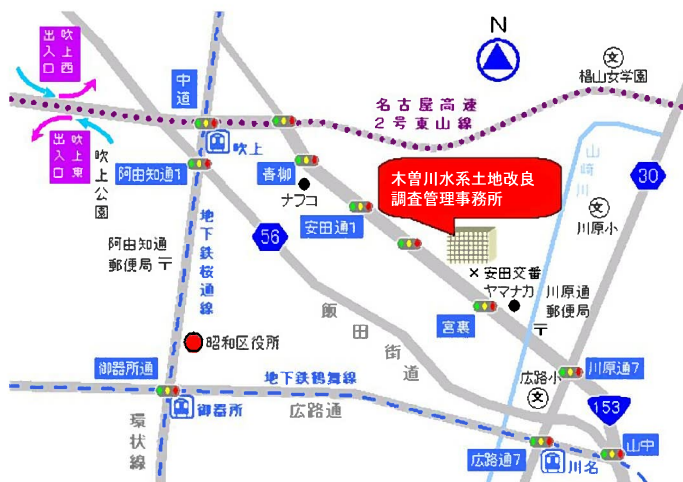 N
吹上西
出入口
中道
名古屋高速
2号東山線
文
椙山女学園
吹上東
出入口
吹上公園
吹上
阿由知通1
青柳
ナフコ
木曽川水系土地改良
調査管理事務所
山崎川
30
文
川原小
安田通1
地下鉄桜通線
56
阿由知通
郵便局〒
安田交番
ヤマナカ
川原通
郵便局
〒
宮裏
飯田街道
昭和区役所
御器所通
地下鉄鶴舞線
川原通7
広路小
文
153
御器所
広路通
環状線
広路通7
川名
山中